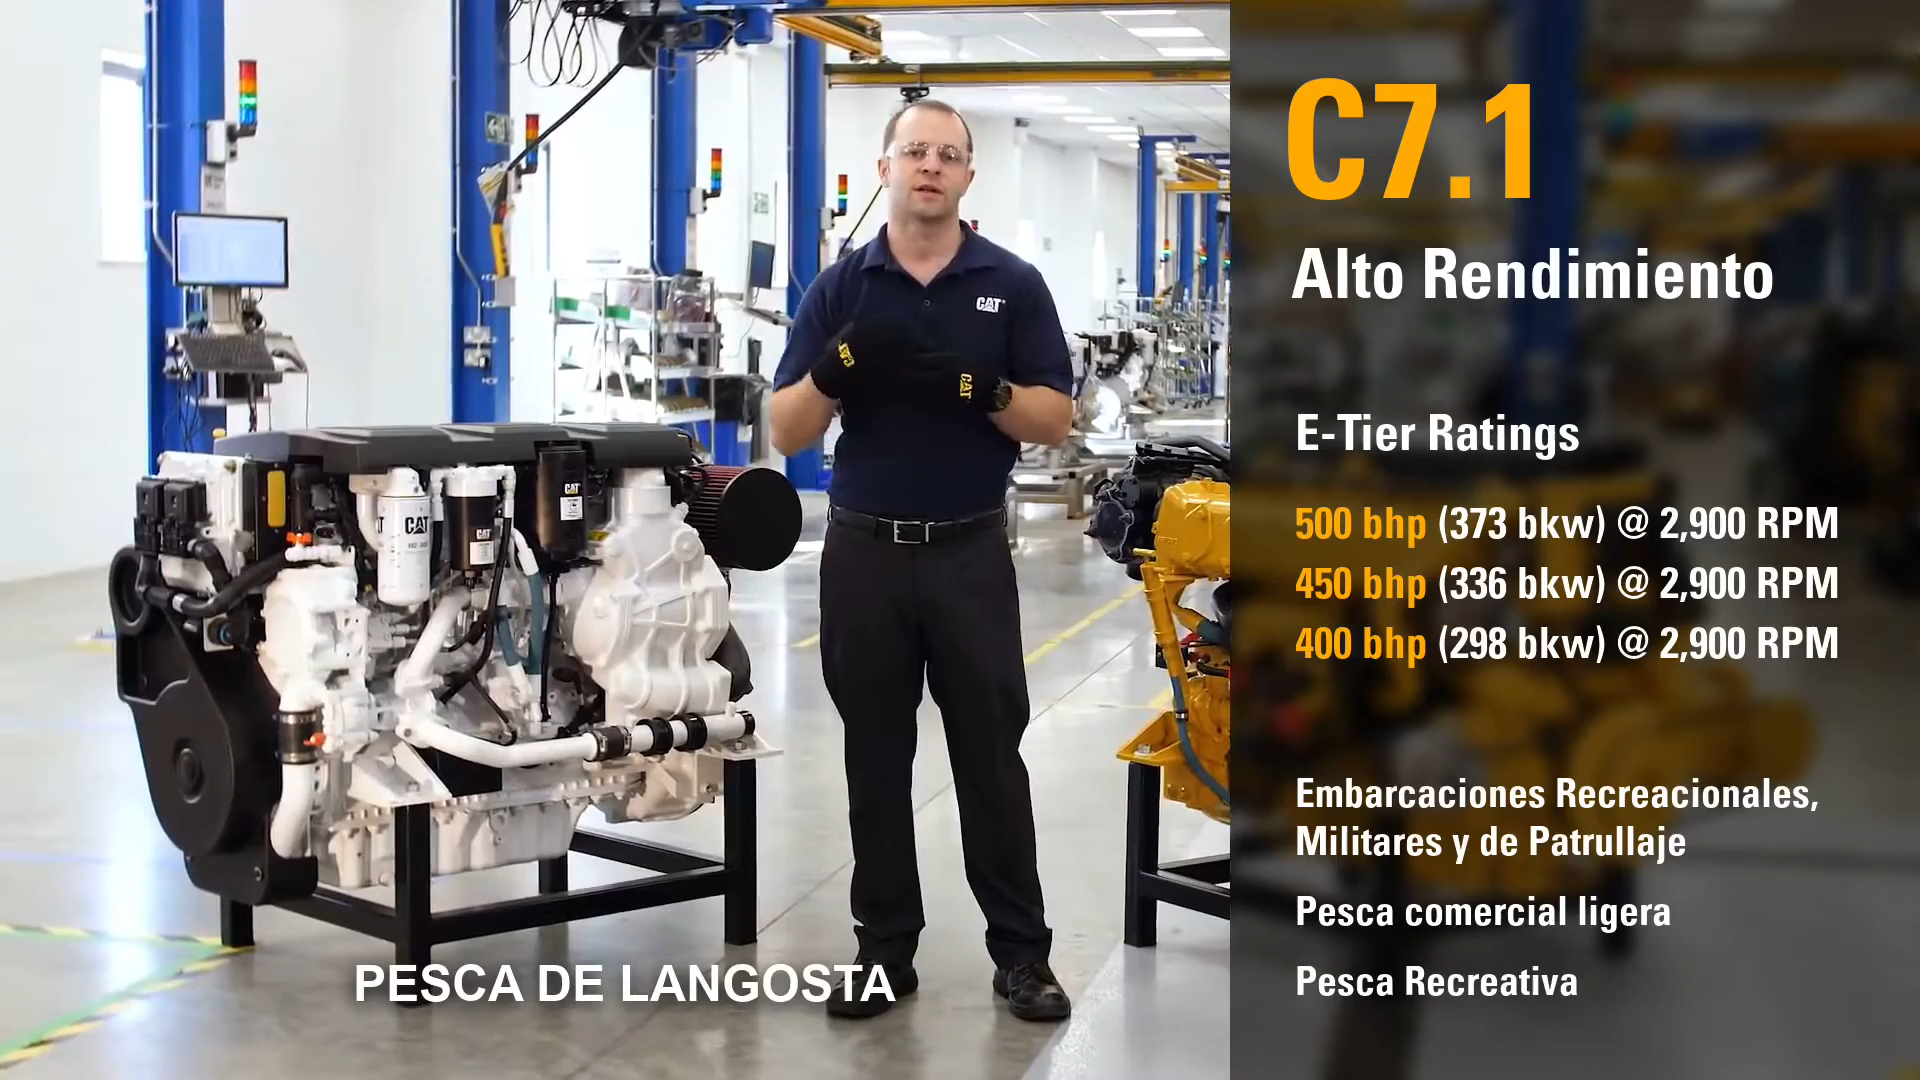 C7.1
Alto Rendimiento
E-Tier Ratings
500 bhp (373 bkw) @ 2,900 RPM
450 bhp (336 bkw) @ 2,900 RPM
400 bhp (298 bkw) @ 2,900 RPM
Embarcaciones Recreacionales,
Militares y de Patrullaje
Pesca comercial ligera
Pesca Recreativa
PESCA DE LANGOSTA
CAT
CAT
CAT
CAT
CAT
CAT